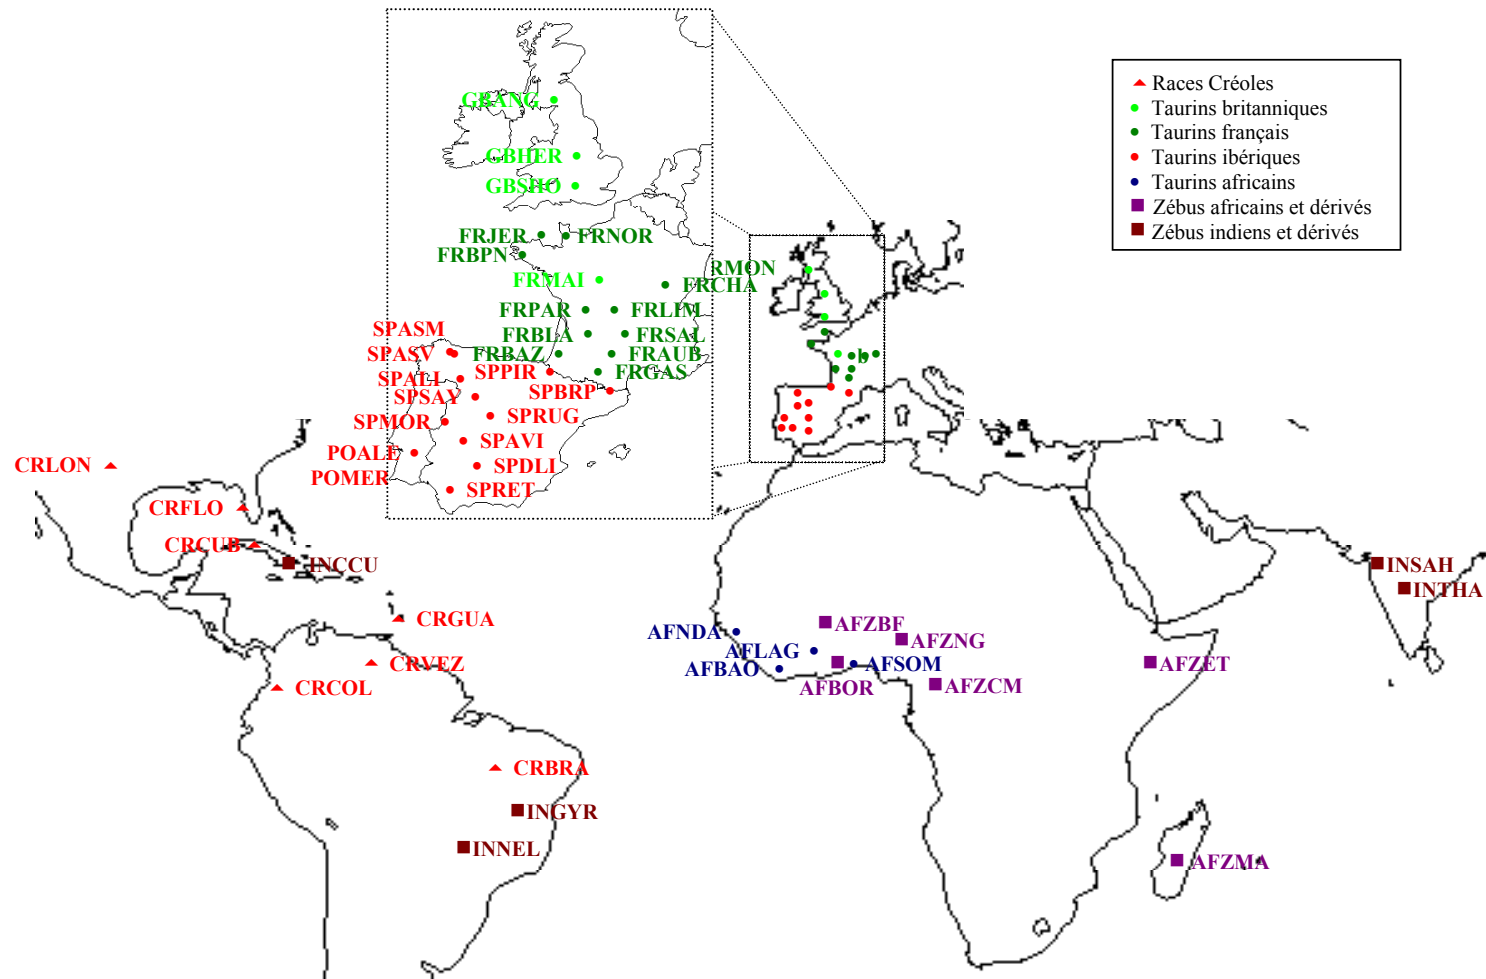 Races Créoles
Taurins britanniques
Taurins français
Taurins ibériques
Taurins africains
Zébus africains et dérivés
Zébus indiens et dérivés
GBANG
GBHER
GBSHO
FRJER
FRNOR
FRBPN
FRMAI
RMON
FRCHA
FRPAR
FRLIM
SPASM
FRBLA
FRSAL
SPASV
FRBAZ
FRAUB
b
SPALI
SPPIR
FRGAS
SPSAY
SPBRP
SPMOR
SPRUG
SPAVI
POALE
CRLON
SPDLI
POMER
SPRET
CRFLO
CRCUB
INCCU
INSAH
INTHA
CRGUA
AFNDA
AFZBF
AFZNG
AFLAG
AFBAO
AFSOM
AFZET
CRVEZ
CRCOL
AFBOR
AFZCM
CRBRA
INGYR
INNEL
AFZMA